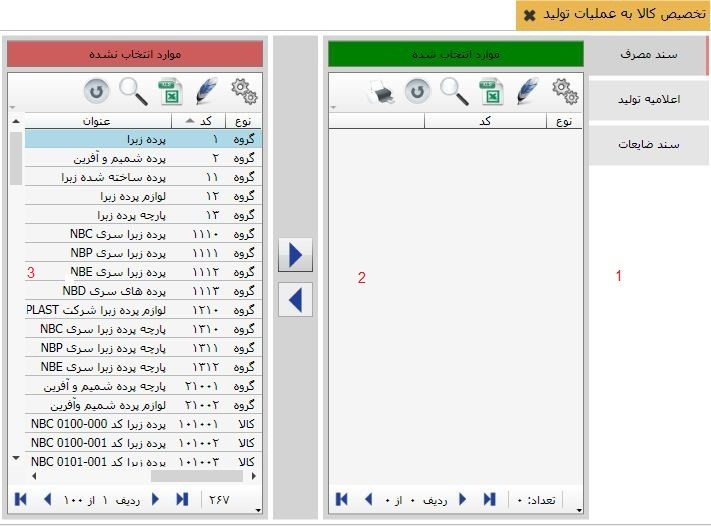 تخصیص کالا به عملیات تولید
سند مصرف
اعلامیه تولید
سند ضایعات
1
موارد انتخاب شده
نوع کد
2
تعداد: ۰ ردیف ۰ از ۰
موارد انتخاب نشده
نوع کد عنوان
گروه ۱ پرده زبرا
گروه ۲ پرده شمیم و آفرین
گروه ۱۱ پرده ساخته شده زبرا
گروه ۱۲ لوازم پرده زبرا
گروه ۱۳ پارچه پرده زبرا
گروه ۱۱۱۰ پرده زبرا سری NBC
گروه ۱۱۱۱ پرده زبرا سری NBP
گروه ۱۱۱۲ پرده زبرا سری NBE
گروه ۱۱۱۳ پرده های سری NBD
گروه ۱۲۱۰ لوازم پرده زبرا شرکت PLAST
گروه ۱۳۱۰ پارچه پرده زبرا سری NBC
گروه ۱۳۱۱ پارچه پرده زبرا سری NBP
گروه ۱۳۱۲ پارچه پرده زبرا سری NBE
گروه ۲۱۰۰۱ پارچه پرده شمیم و آفرین
گروه ۲۱۰۰۲ لوازم پرده شمیم وآفرین
کالا ۱۰۱۰۰۱ پرده زبرا کد NBC 0100-000
کالا ۱۰۱۰۰۲ پرده زبرا کد NBC 0100-001
کالا ۱۰۱۰۰۳ پرده زبرا کد NBC 0101-001
3
۲۶۷ ردیف ۱ از ۱۰۰